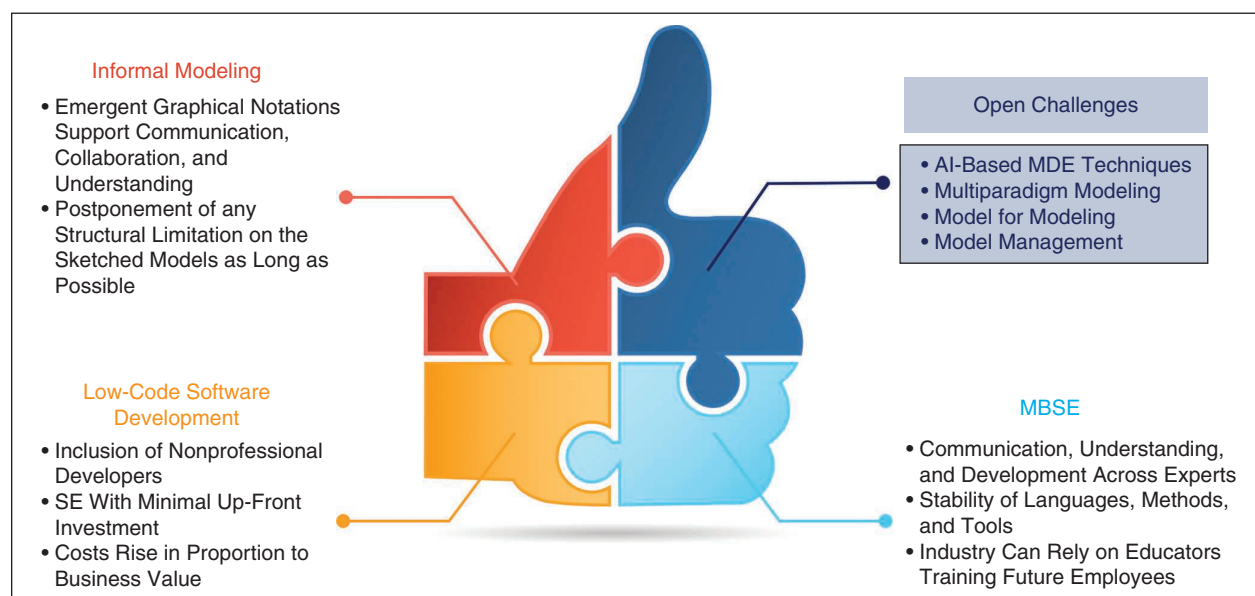 Informal Modeling
• Emergent Graphical Notations
Support Communication,
Collaboration, and
Understanding
• Postponement of any
Structural Limitation on the
Sketched Models as Long as
Possible
Open Challenges
• AI-Based MDE Techniques
• Multiparadigm Modeling
• Model for Modeling
• Model Management
Low-Code Software
Development
• Inclusion of Nonprofessional
Developers
• SE With Minimal Up-Front
Investment
• Costs Rise in Proportion to
Business Value
MBSE
• Communication, Understanding,
and Development Across Experts
• Stability of Languages, Methods,
and Tools
• Industry Can Rely on Educators
Training Future Employees